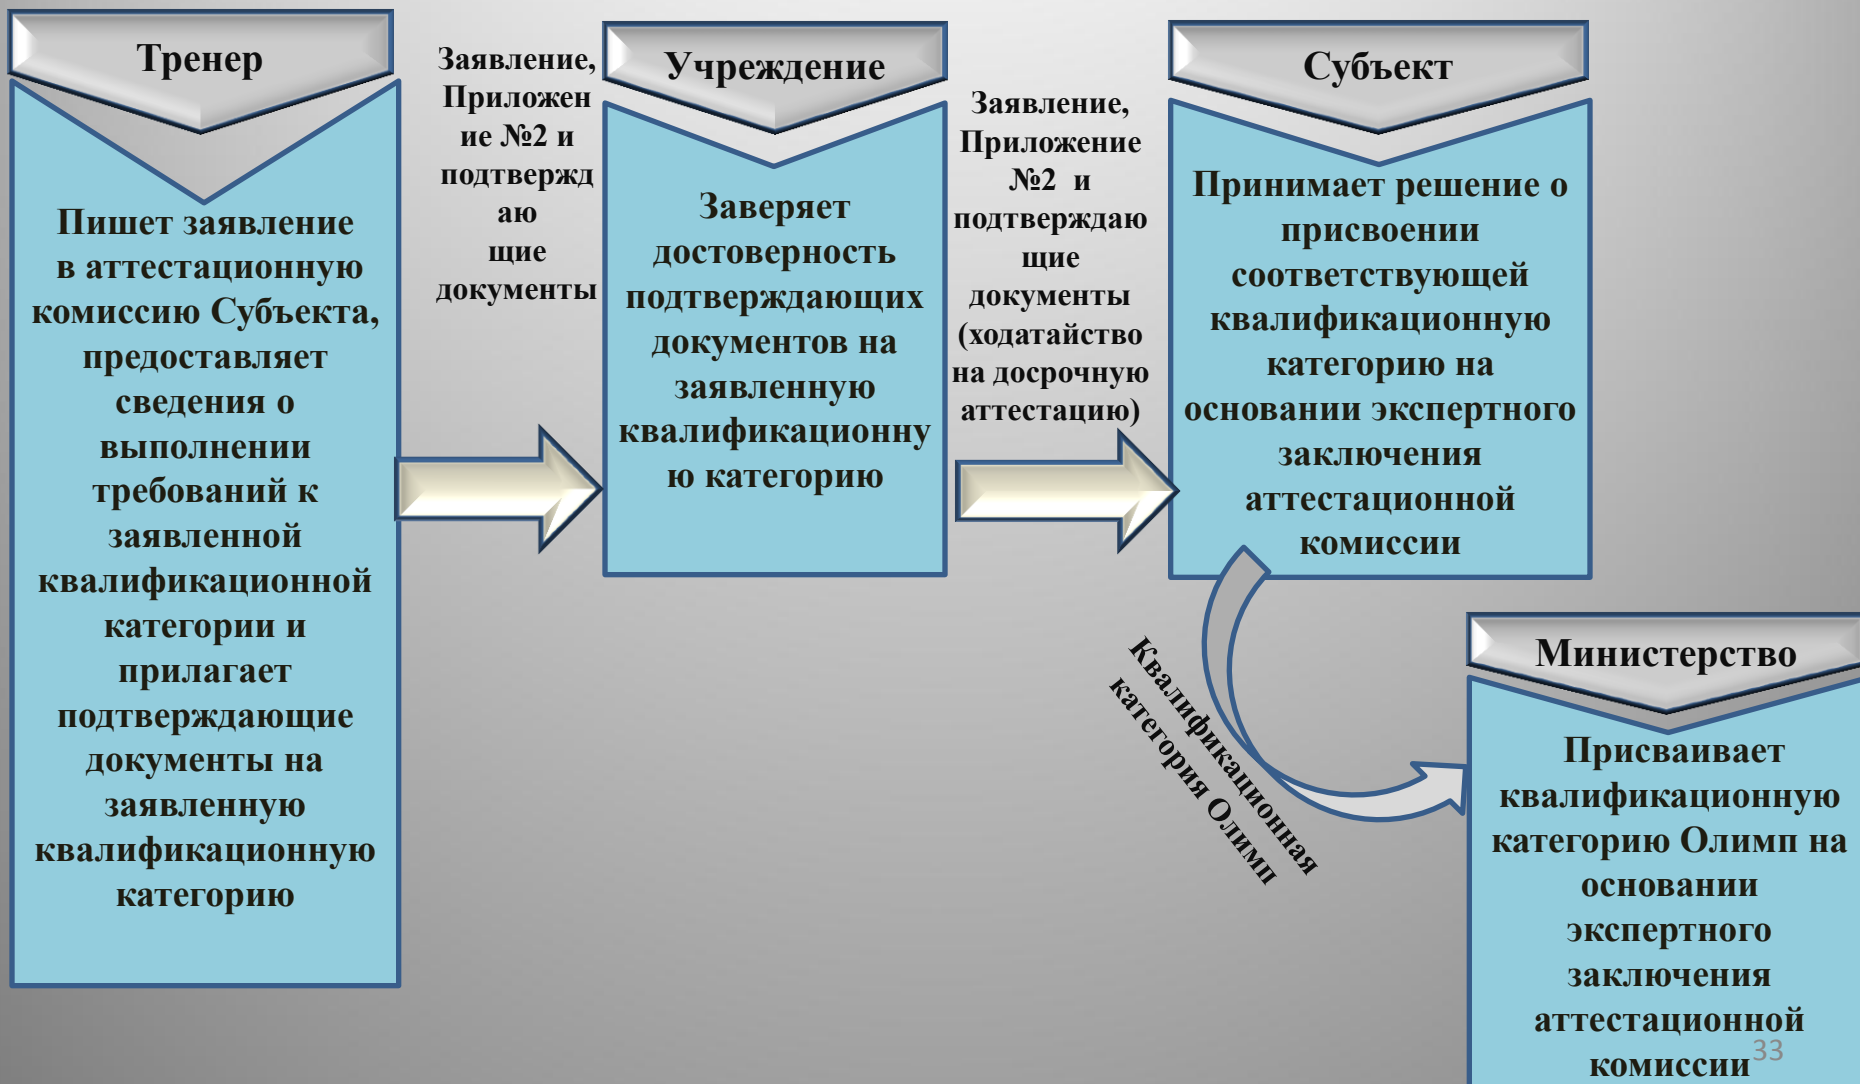 Тренер
Пишет заявление
в аттестационную
комиссию Субъекта,
предоставляет
сведения о
выполнении
требований к
заявленной
квалификационной
категории и
прилагает
подтверждающие
документы на
заявленную
квалификационную
категорию
Заявление,
Приложен
ие №2 и
подтвержд
аю
щие
документы
Учреждение
Заверяет
достоверность
подтверждающих
документов на
заявленную
квалификационну
ю категорию
Заявление,
Приложение
№2 и
подтверждаю
щие
документы
(ходатайство
на досрочную
аттестацию)
Субъект
Принимает решение о
присвоении
соответствующей
квалификационную
категорию на
основании экспертного
заключения
аттестационной
комиссии
Квалификационная
категория Олимп
Министерство
Присваивает
квалификационную
категорию Олимп на
основании
экспертного
заключения
аттестационной
комиссии
33